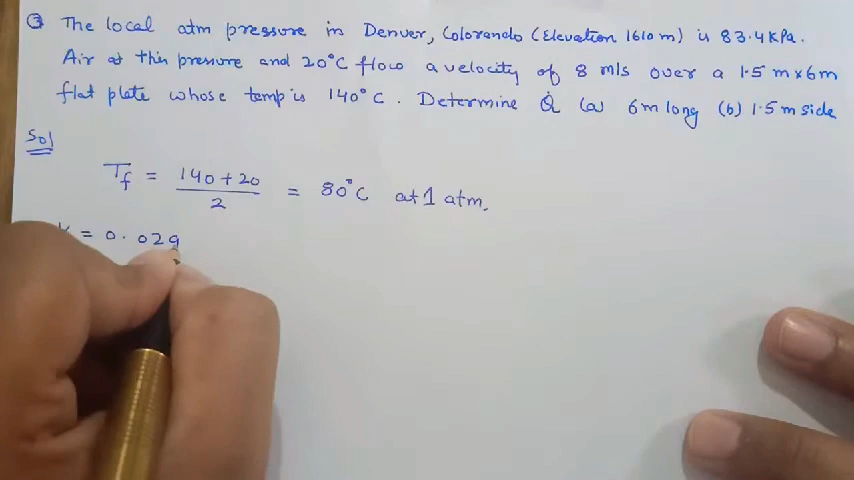 ③ The local atm pressure in Denver, Colorando (Elevation 1610 m) is 83.4 KPa.
Air at this pressure and 20°C flow a velocity of 8 m/s over a 1.5 m x 6m
flat plate whose temp is 140°C. Determine Q̇ (a) 6m long (b) 1.5 m side
Sol
Tf = 140+20 / 2 = 80°C at 1 atm.
= 0.029